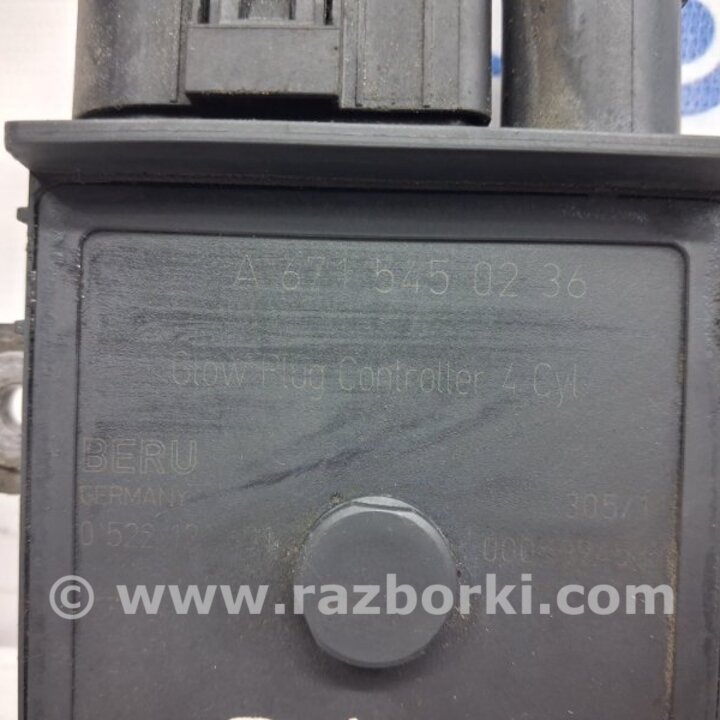 A 671 545 02 36
Glow Plug Controller 4 Cyl
BERU
GERMANY
© www.razborki.com